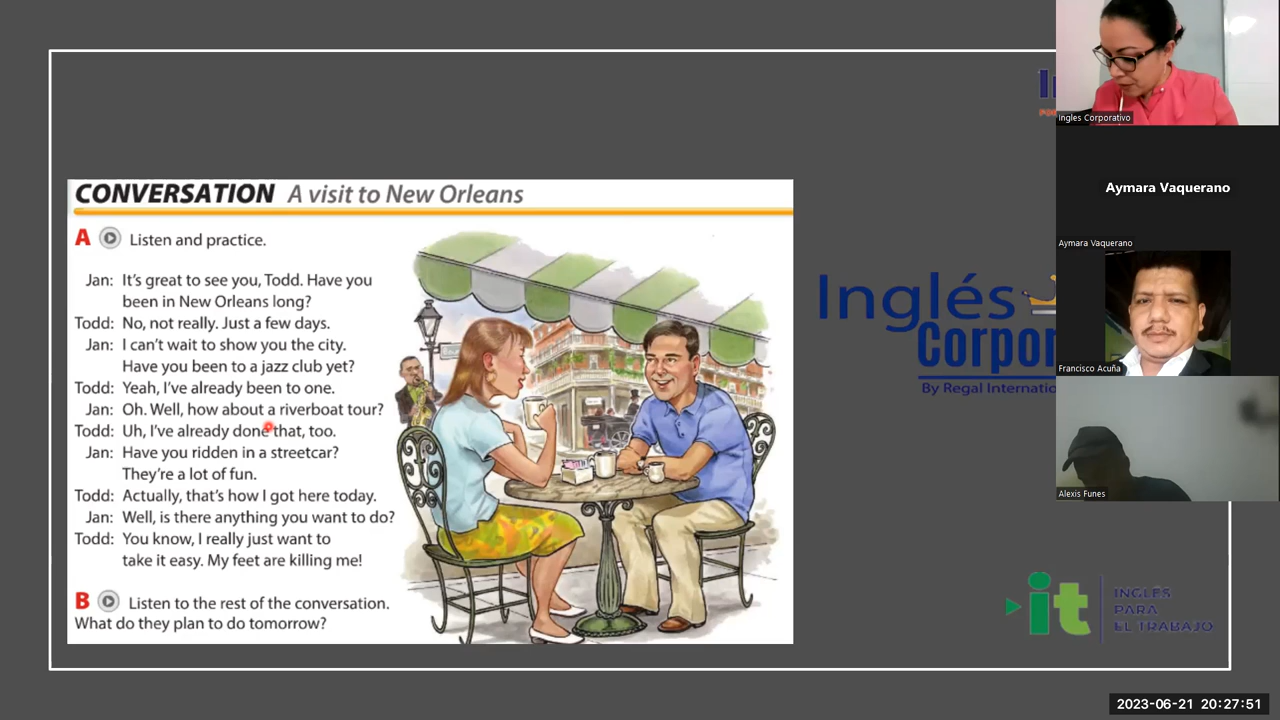 CONVERSATION A visit to New Orleans
A Listen and practice.
Jan: It's great to see you, Todd. Have you
been in New Orleans long?
Todd: No, not really. Just a few days.
Jan: I can't wait to show you the city.
Have you been to a jazz club yet?
Todd: Yeah, I've already been to one.
Jan: Oh. Well, how about a riverboat tour?
Todd: Uh, I've already done that, too.
Jan: Have you ridden in a streetcar?
They're a lot of fun.
Todd: Actually, that's how I got here today.
Jan: Well, is there anything you want to do?
Todd: You know, I really just want to
take it easy. My feet are killing me!
B Listen to the rest of the conversation.
What do they plan to do tomorrow?
Inglés
Corpor
By Regal Internatio
it INGLÉS
PARA
EL TRABAJO
Ingles Corporativo
Aymara Vaquerano
Aymara Vaquerano
Francisco Acuña
Alexis Funes
2023-06-21 20:27:51